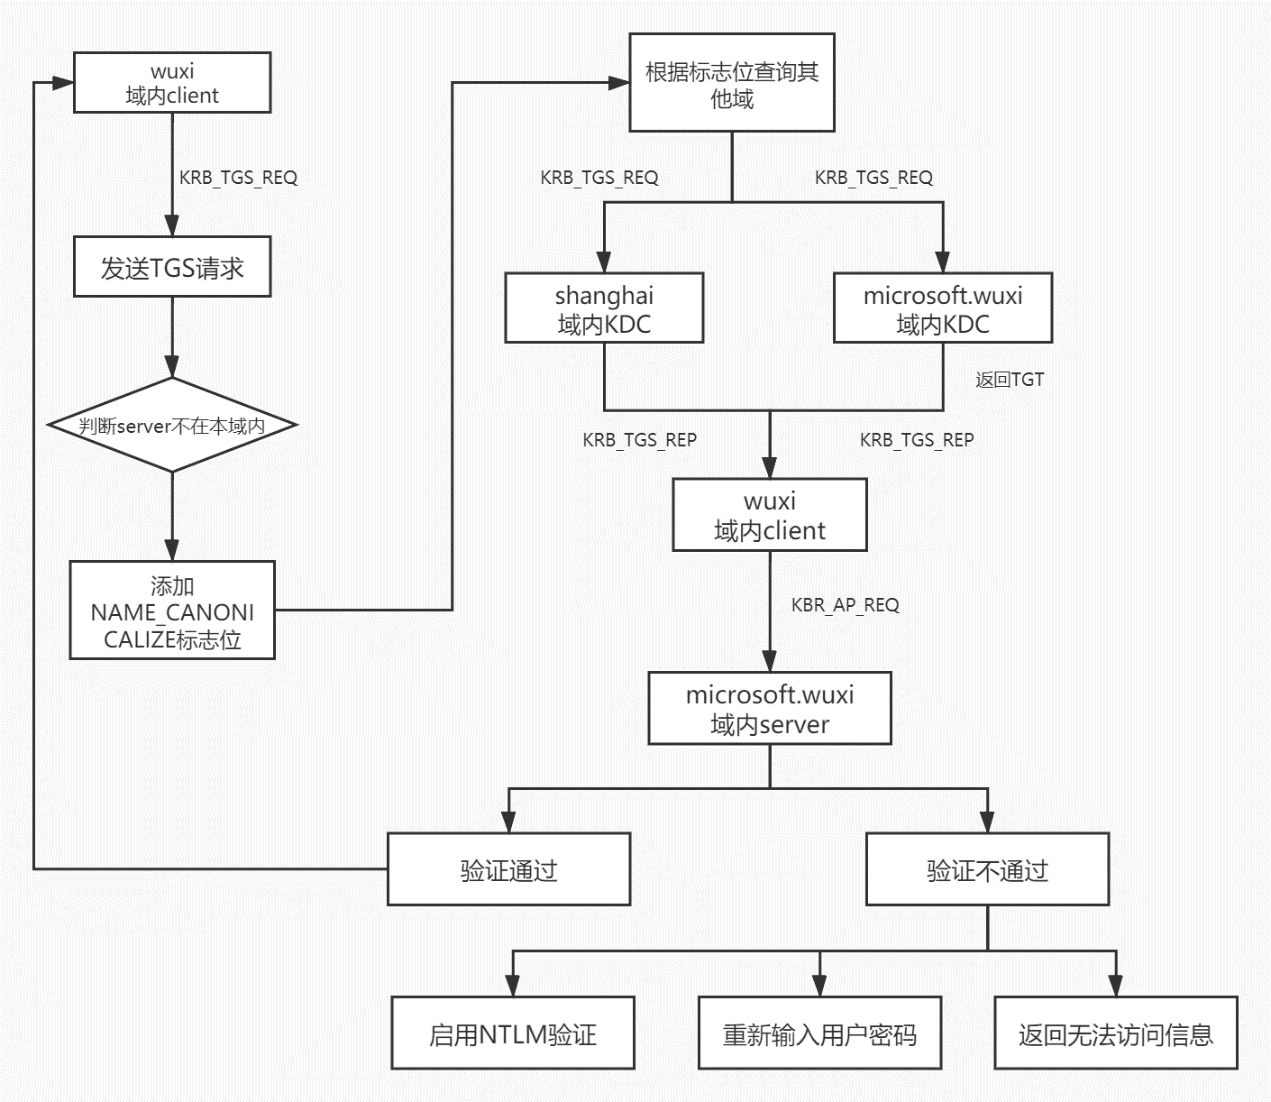 wuxi
域内client
KRB_TGS_REQ
发送TGS请求
判断server不在本域内
添加
NAME_CANONI
CALIZE标志位
根据标志位查询其
他域
KRB_TGS_REQ
KRB_TGS_REQ
shanghai
域内KDC
microsoft.wuxi
域内KDC
返回TGT
KRB_TGS_REP
KRB_TGS_REP
wuxi
域内client
KBR_AP_REQ
microsoft.wuxi
域内server
验证通过
验证不通过
启用NTLM验证
重新输入用户密码
返回无法访问信息